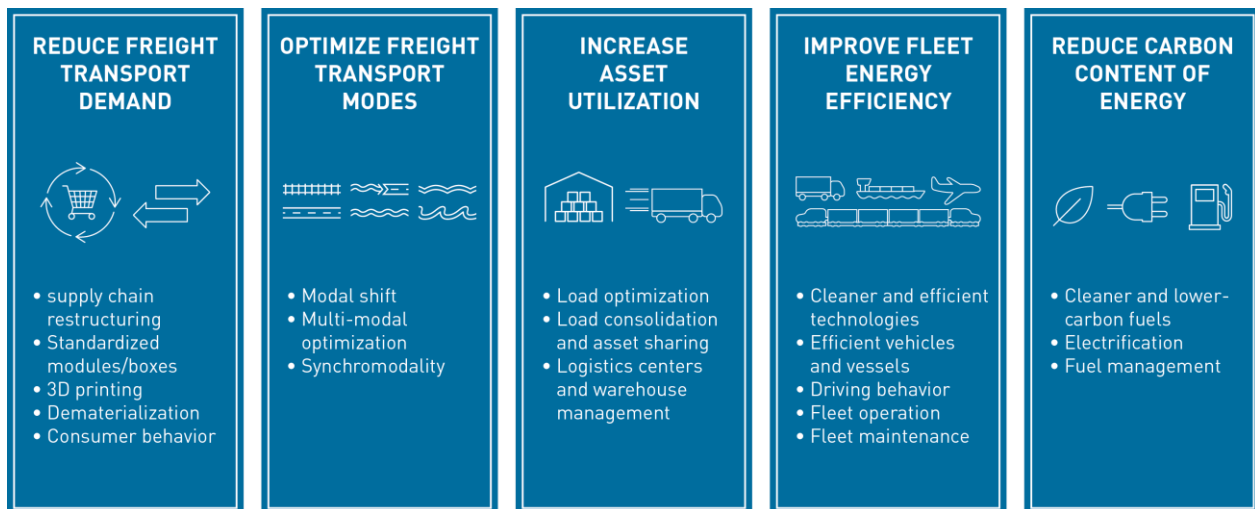 REDUCE FREIGHT
TRANSPORT
DEMAND
• supply chain
restructuring
• Standardized
modules/boxes
• 3D printing
• Dematerialization
• Consumer behavior
OPTIMIZE FREIGHT
TRANSPORT
MODES
• Modal shift
• Multi-modal
optimization
• Synchromodality
INCREASE
ASSET
UTILIZATION
• Load optimization
• Load consolidation
and asset sharing
• Logistics centers
and warehouse
management
IMPROVE FLEET
ENERGY
EFFICIENCY
• Cleaner and efficient
technologies
• Efficient vehicles
and vessels
• Driving behavior
• Fleet operation
• Fleet maintenance
REDUCE CARBON
CONTENT OF
ENERGY
• Cleaner and lower-
carbon fuels
• Electrification
• Fuel management